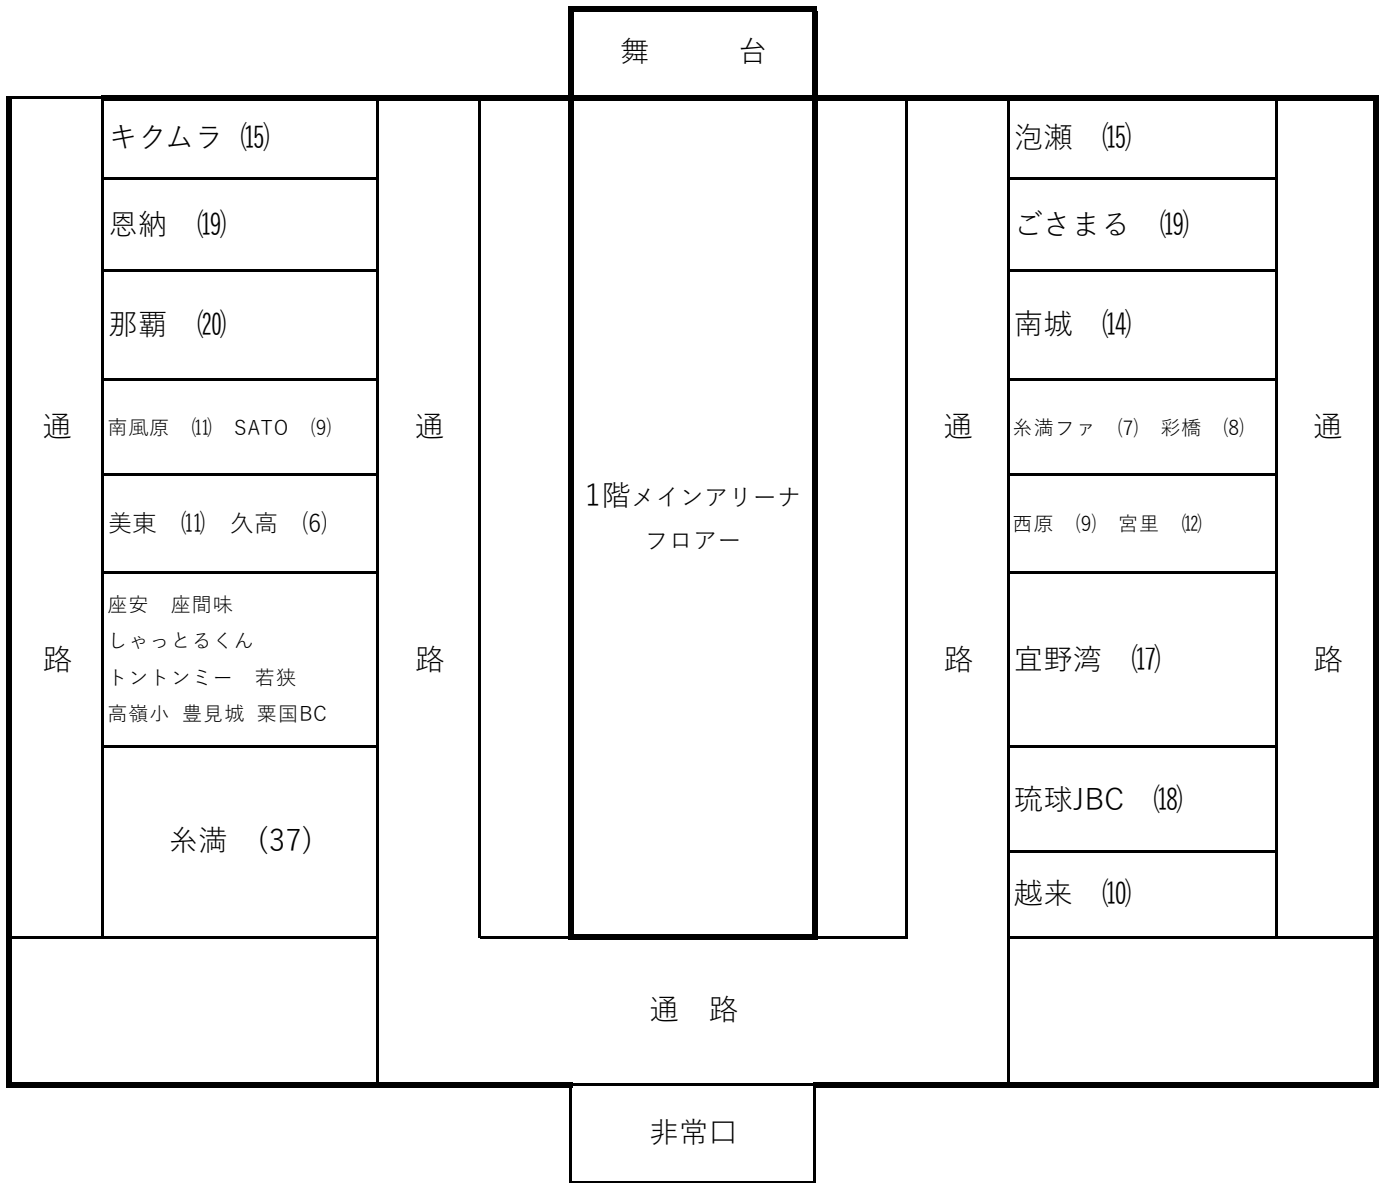 舞　台
キクムラ ⒂
恩納 ⒆
那覇 ⒇
南風原 ⑾ SATO ⑼
美東 ⑾ 久高 ⑹
座安 座間味
しゃっとるくん
トントンミー 若狭
高嶺小 豊見城 粟国BC
糸満 (37)
通路
通路
1階メインアリーナ
フロアー
通路
泡瀬 ⒂
ごさまる ⒆
南城 ⒁
糸満ファ ⑺ 彩橋 ⑻
西原 ⑼ 宮里 ⑿
宜野湾 ⒄
琉球JBC ⒅
越来 ⑽
通路
通 路
非常口